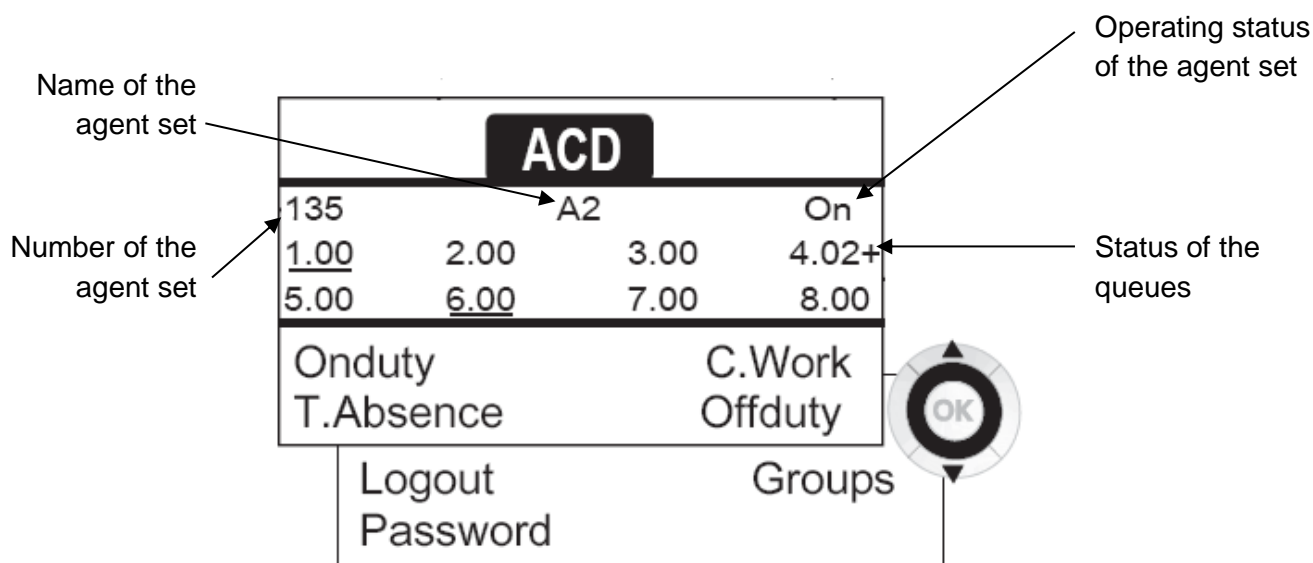 Operating status
of the agent set
Name of the
agent set
ACD
135 A2 On
Number of the
agent set
1.00 2.00 3.00 4.02+
Status of the
queues
5.00 6.00 7.00 8.00
Onduty C.Work
T.Absence Offduty
OK
Logout Groups
Password